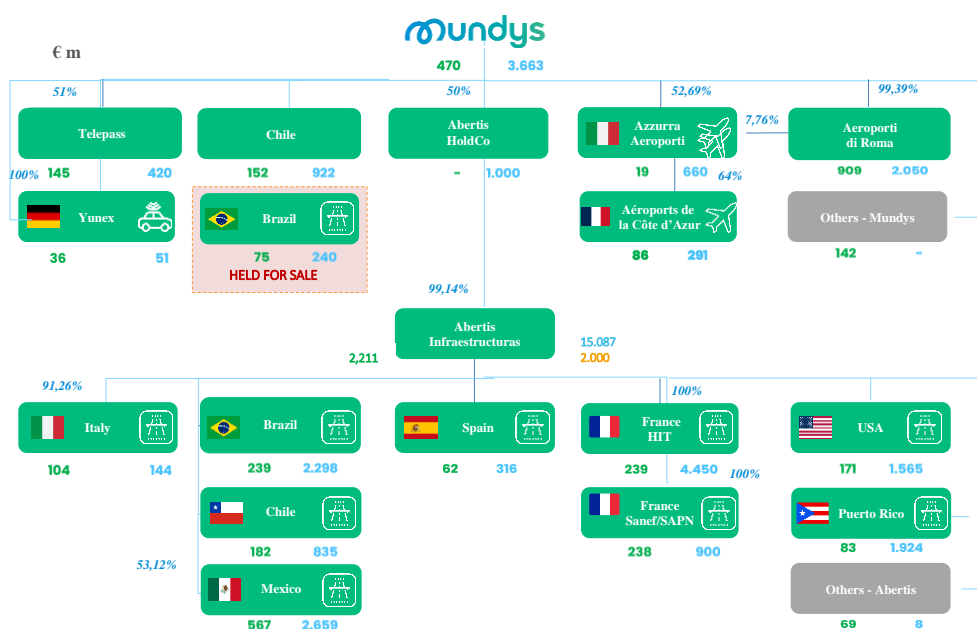 mundys
€ m
470 3.663
51% 50% 52,69% 99,39%
Telepass
Chile
Abertis
HoldCo
Azzurra
Aeroporti
7,76%
Aeroporti
di Roma
100% 145 420
152 922
- 1.000
19 660 64%
909 2.050
Yunex
36 51
Brazil
75 240
HELD FOR SALE
Aéroports de
la Côte d'Azur
86 291
Others - Mundys
142 -
99,14%
Abertis
Infraestructuras
2,211
15.087
2.000
91,26%
100%
Italy
104 144
Brazil
239 2.298
Spain
62 316
France
HIT
239 4.450
100%
USA
171 1.565
Chile
182 835
France
Sanef/SAPN
238 900
Puerto Rico
83 1.924
53,12%
Mexico
567 2.659
Others - Abertis
69 8